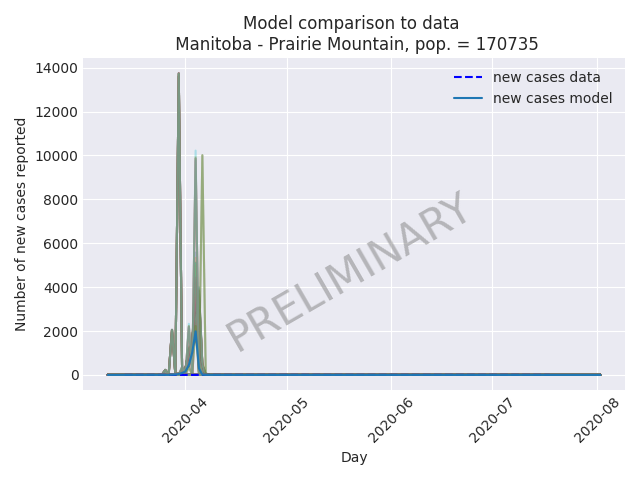 Model comparison to data
Manitoba - Prairie Mountain, pop. = 170735
new cases data
new cases model
Number of new cases reported
14000
12000
10000
8000
6000
4000
2000
0
PRELIMINARY
2020-04
2020-05
2020-06
2020-07
2020-08
Day